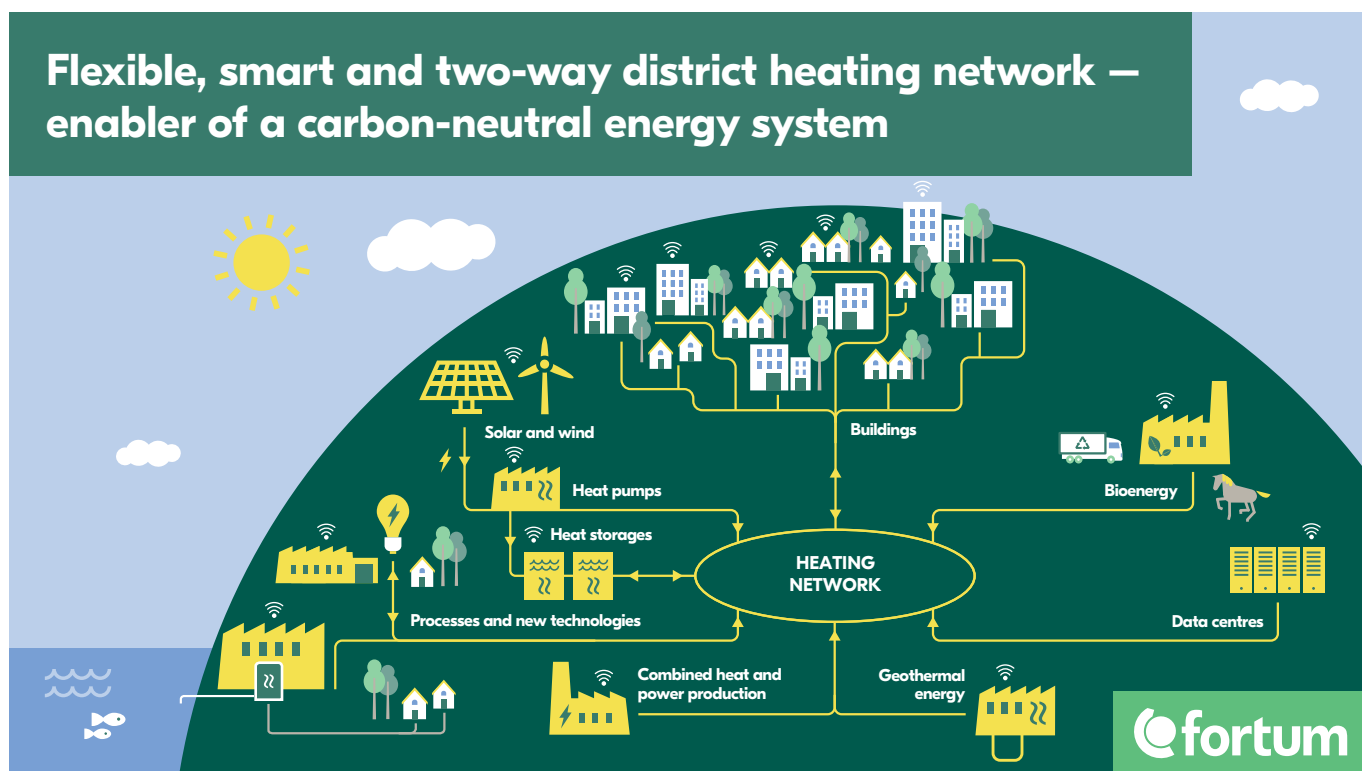 Flexible, smart and two-way district heating network –
enabler of a carbon-neutral energy system
Solar and wind
Buildings
Heat pumps
Bioenergy
Heat storages
HEATING
NETWORK
Processes and new technologies
Data centres
Combined heat and
power production
Geothermal
energy
fortum